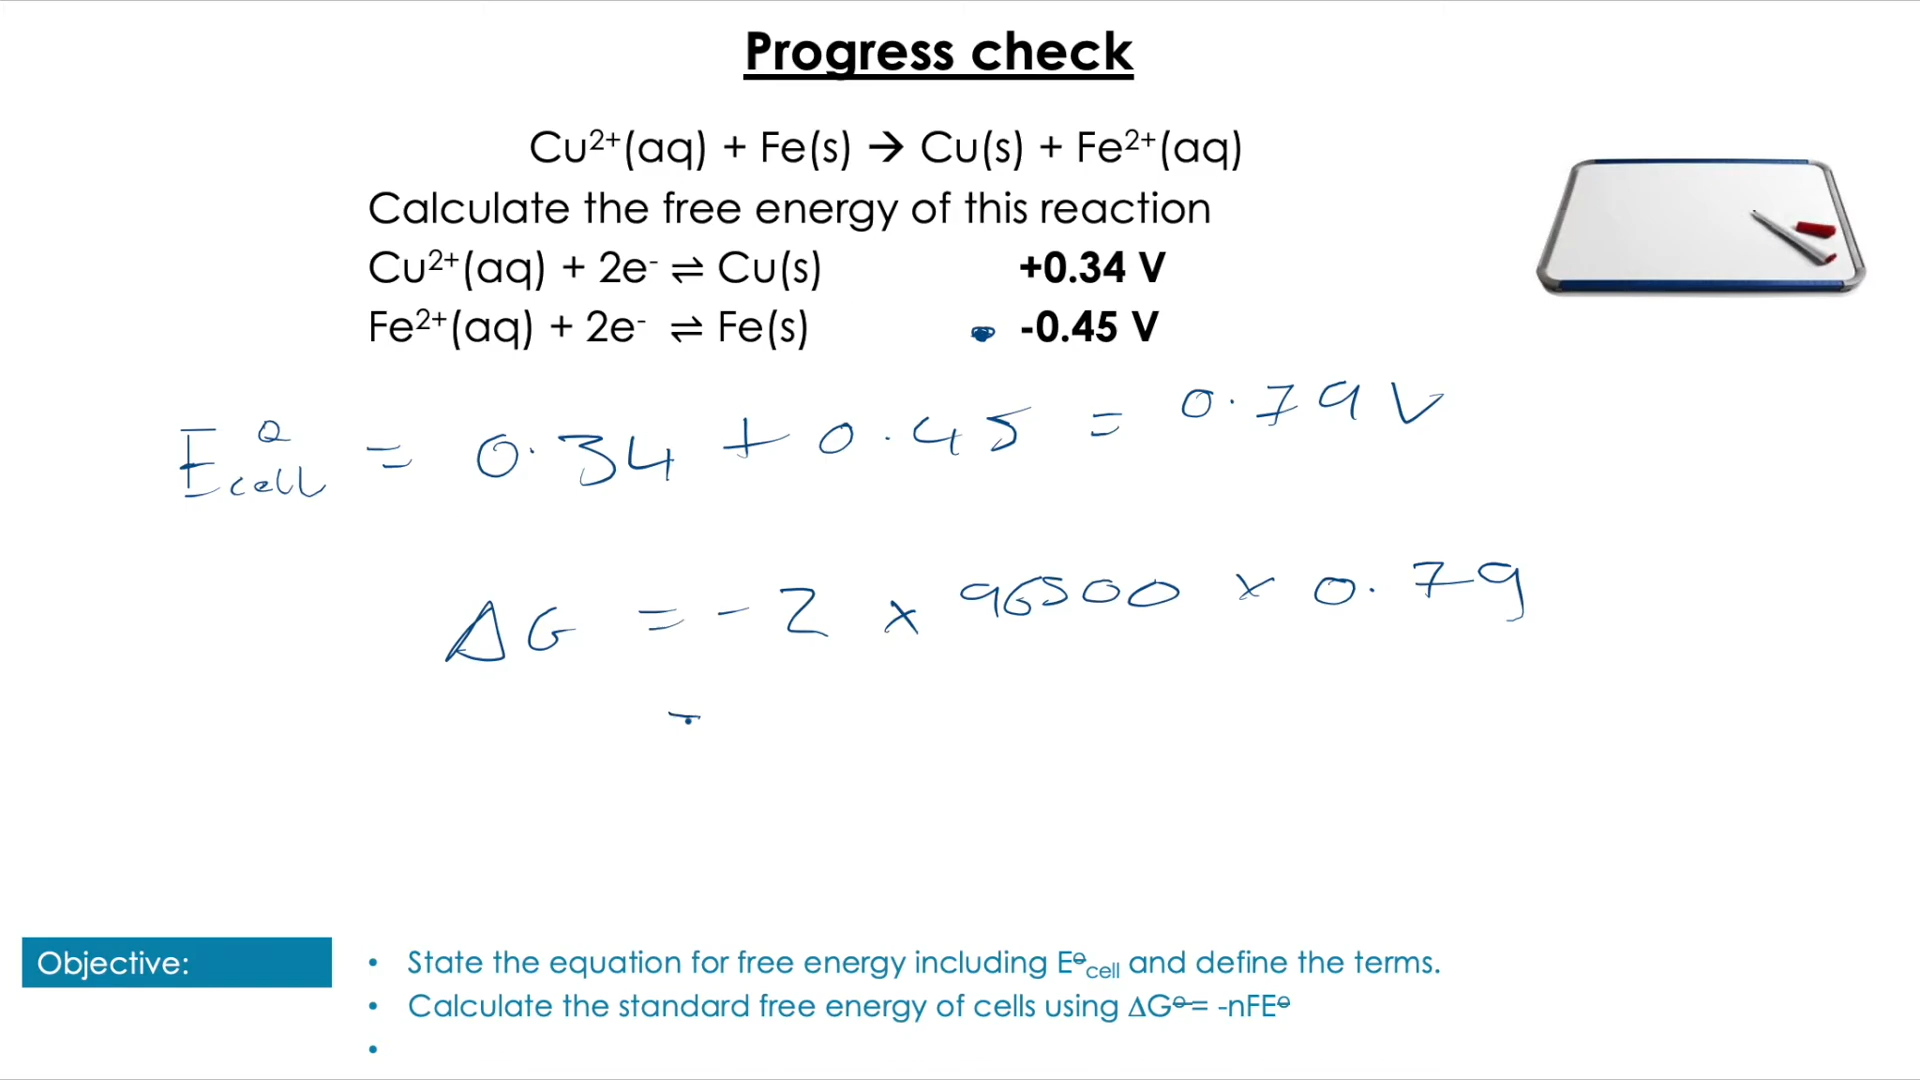 Progress check
Cu²⁺(aq) + Fe(s) → Cu(s) + Fe²⁺(aq)
Calculate the free energy of this reaction
Cu²⁺(aq) + 2e⁻ ⇌ Cu(s) +0.34 V
Fe²⁺(aq) + 2e⁻ ⇌ Fe(s) -0.45 V
E°cell = 0.34 + 0.45 = 0.79 V
ΔG = -2 x 96500 x 0.79
Objective:
• State the equation for free energy including E⦵cell and define the terms.
• Calculate the standard free energy of cells using ΔG⦵= -nFE⦵
•